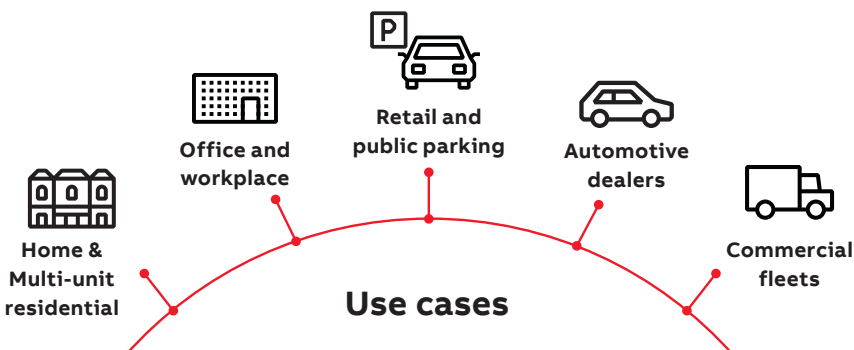 P
Retail and
public parking
Office and
workplace
Automotive
dealers
Home &
Multi-unit
residential
Commercial
fleets
Use cases